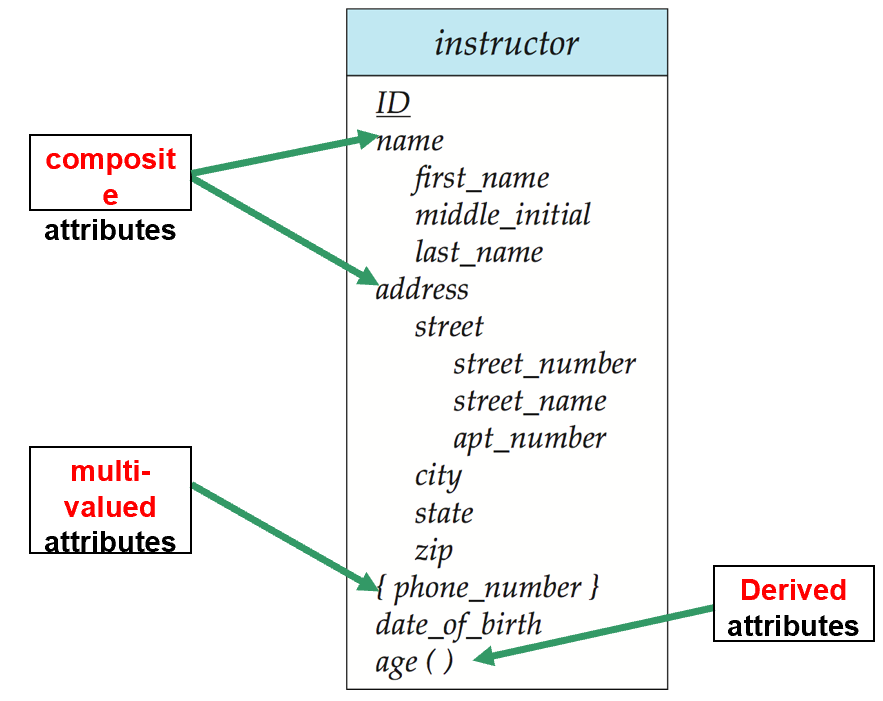 instructor
ID
name
first_name
middle_initial
last_name
address
street
street_number
street_name
apt_number
city
state
zip
{ phone_number }
date_of_birth
age ( )
composit
e
attributes
multi-
valued
attributes
Derived
attributes